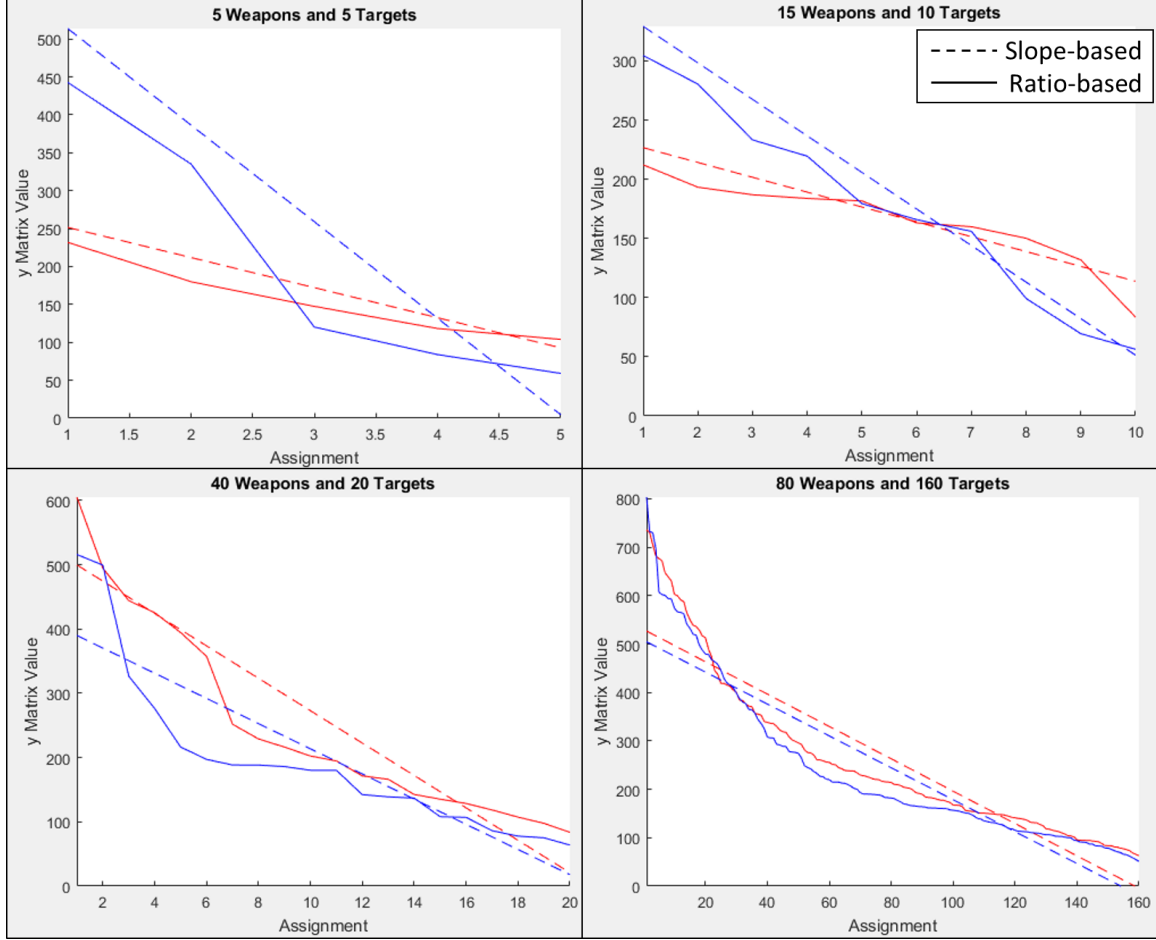 5 Weapons and 5 Targets
500
450
400
350
300
250
200
150
100
50
0
y Matrix Value
1 1.5 2 2.5 3 3.5 4 4.5 5
Assignment
15 Weapons and 10 Targets
Slope-based
Ratio-based
300
250
200
150
100
50
0
y Matrix Value
1 2 3 4 5 6 7 8 9 10
Assignment
40 Weapons and 20 Targets
600
500
400
300
200
100
0
y Matrix Value
2 4 6 8 10 12 14 16 18 20
Assignment
80 Weapons and 160 Targets
800
700
600
500
400
300
200
100
0
y Matrix Value
20 40 60 80 100 120 140 160
Assignment